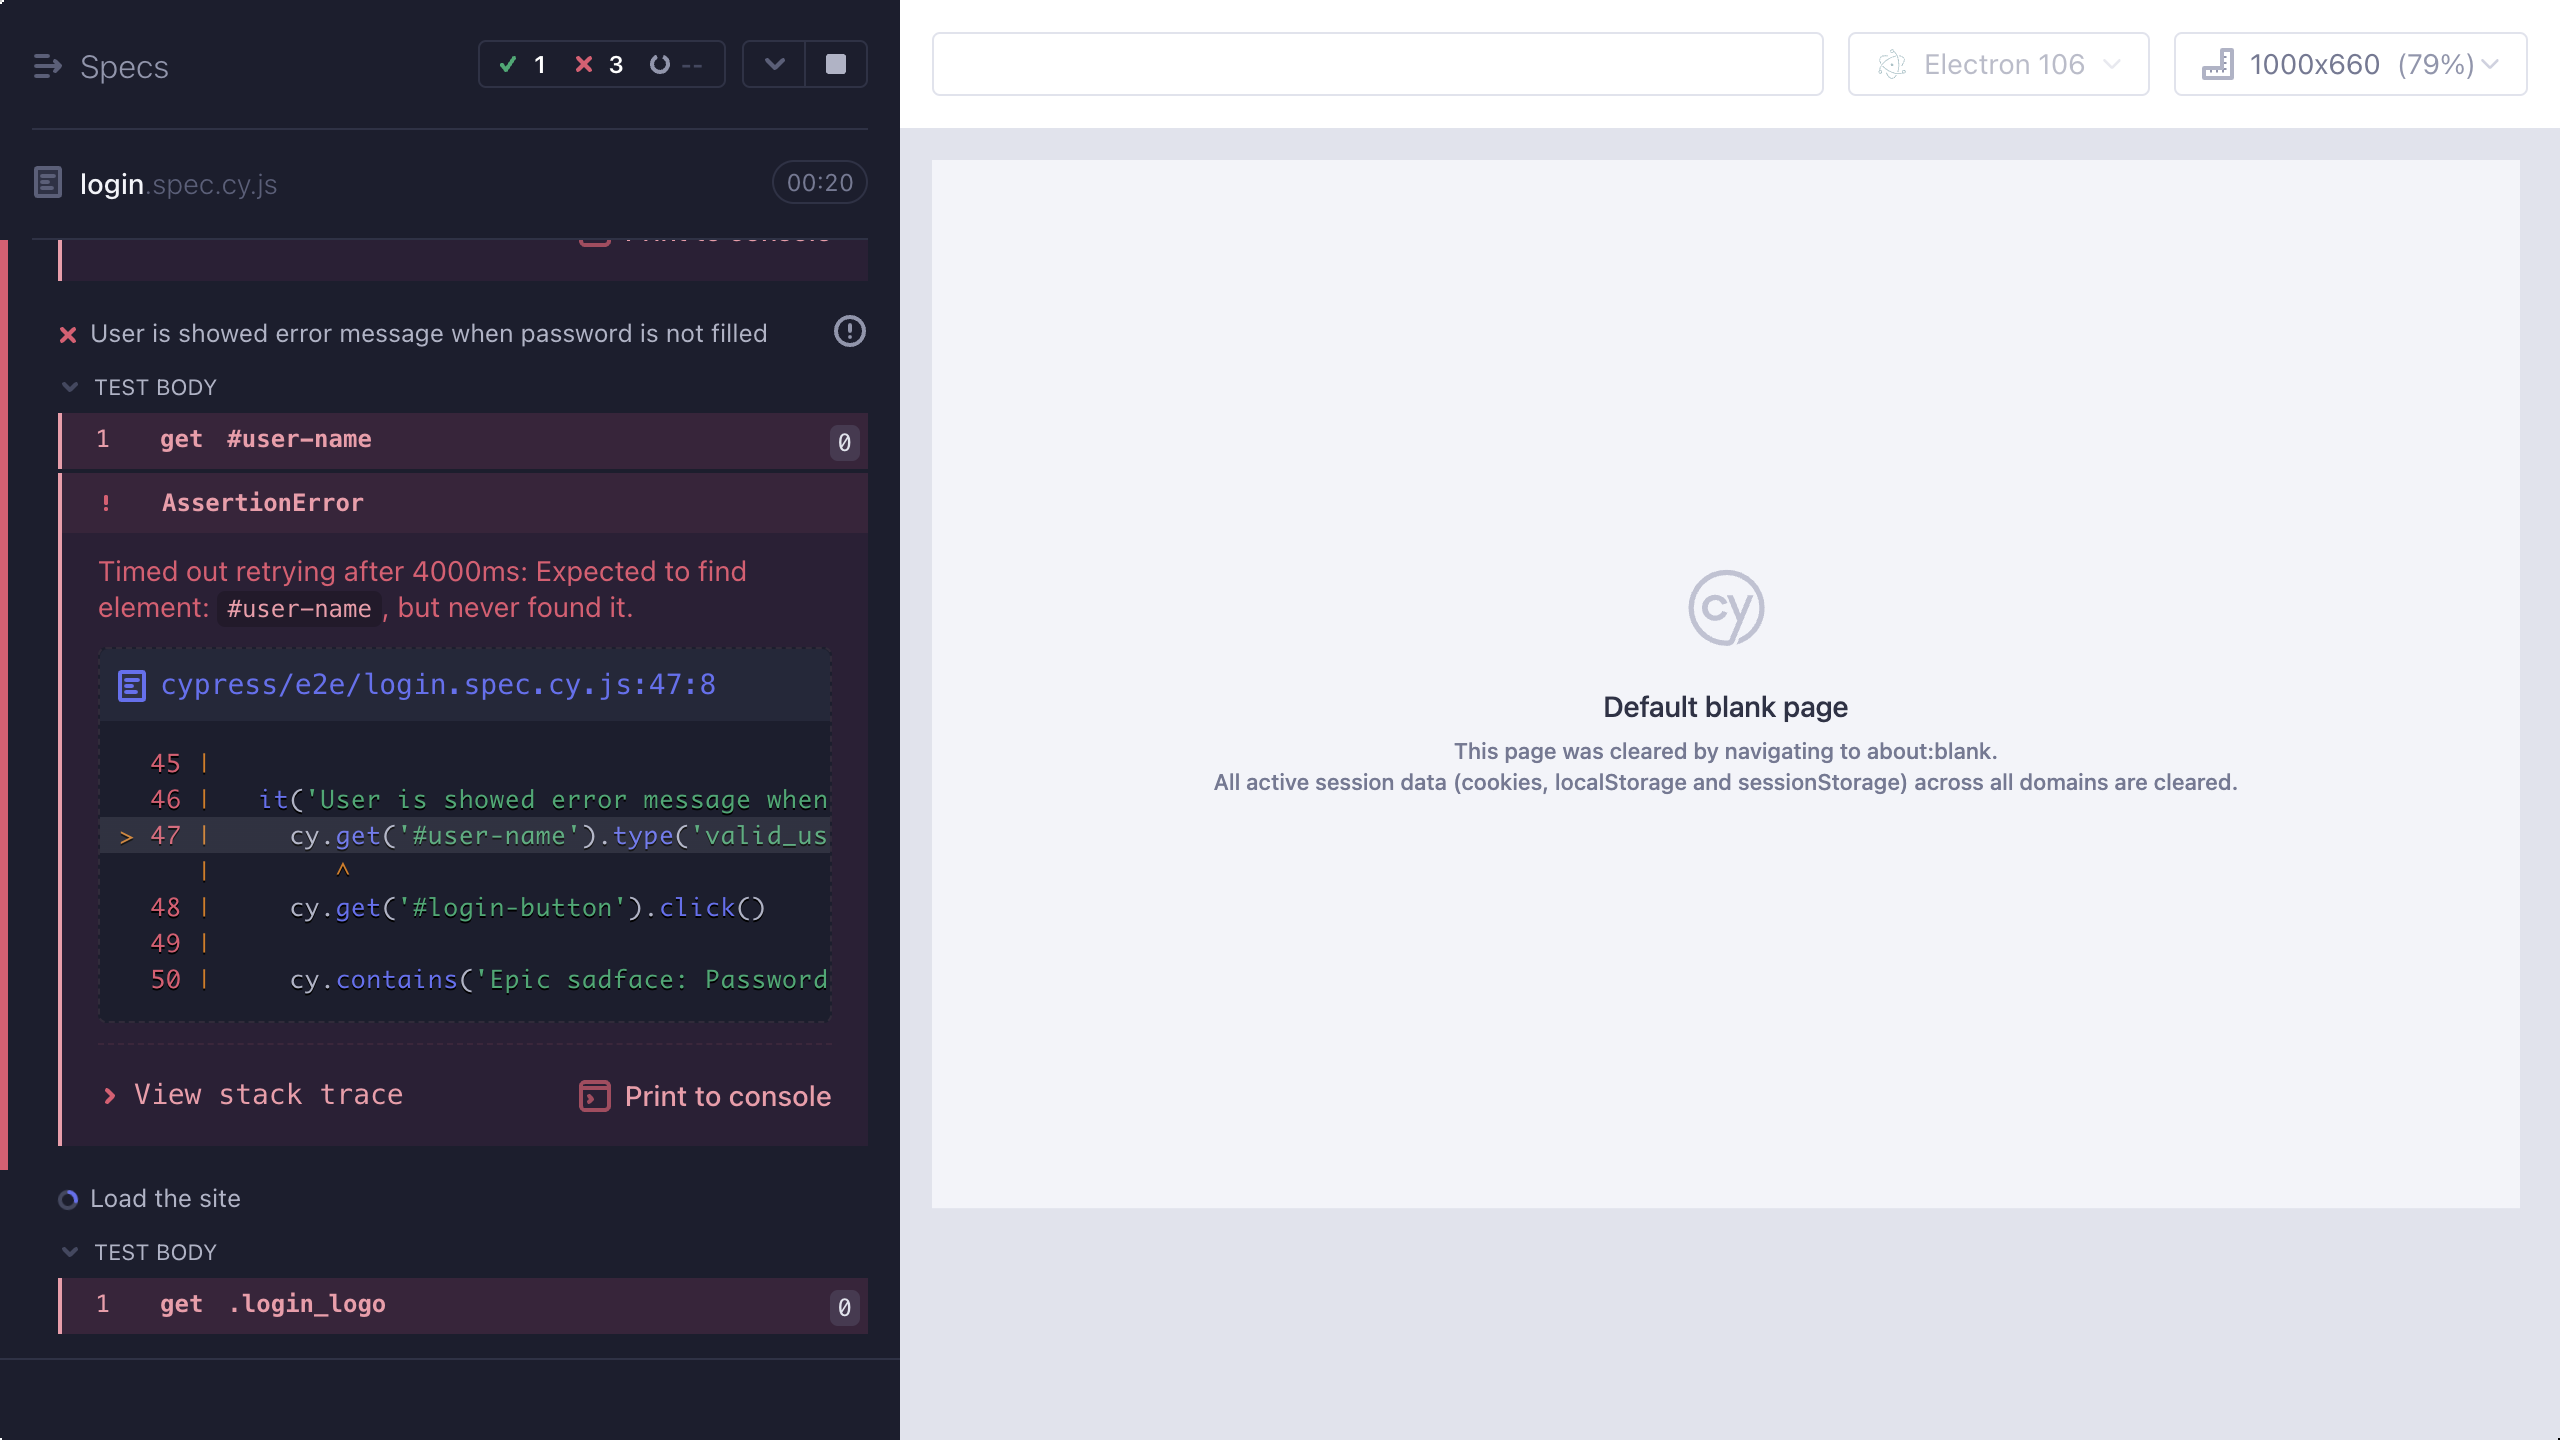 Specs
1 3 --
login.spec.cy.js 00:20
Print to console
User is showed error message when password is not filled
TEST BODY
1 get #user-name 0
! AssertionError
Timed out retrying after 4000ms: Expected to find
element: #user-name , but never found it.
cypress/e2e/login.spec.cy.js:47:8
45 |
46 | it('User is showed error message when
> 47 | cy.get('#user-name').type('valid_us
| ^
48 | cy.get('#login-button').click()
49 |
50 | cy.contains('Epic sadface: Password
View stack trace
Print to console
Load the site
TEST BODY
1 get .login_logo 0
Electron 106
1000x660 (79%)
cy
Default blank page
This page was cleared by navigating to about:blank.
All active session data (cookies, localStorage and sessionStorage) across all domains are cleared.